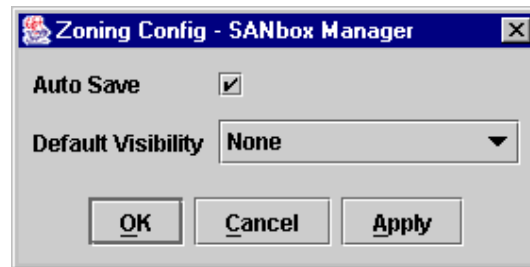 Zoning Config - SANbox Manager
Auto Save
Default Visibility None
OK Cancel Apply